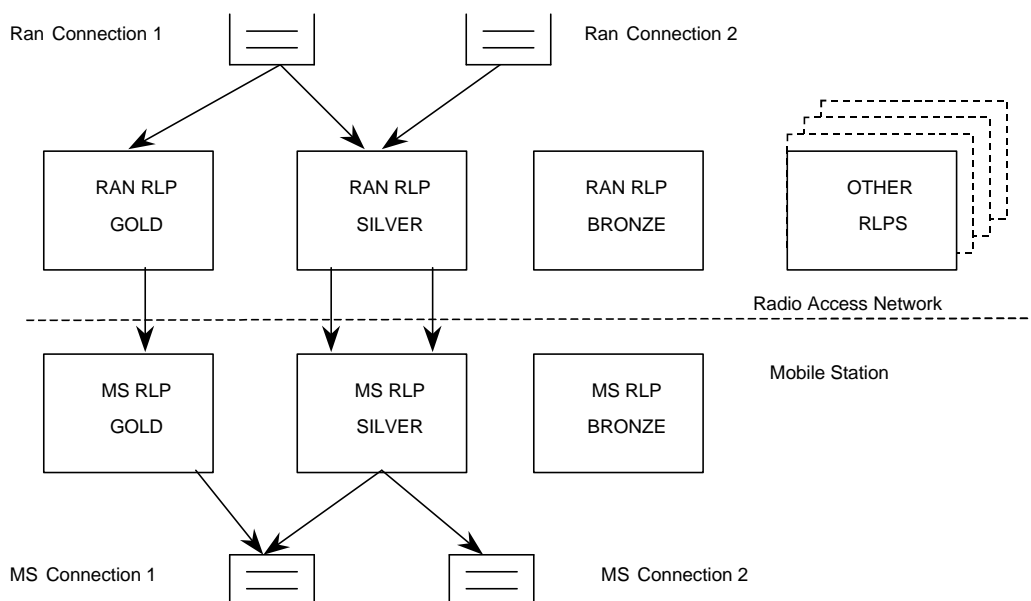 Ran Connection 1
Ran Connection 2
RAN RLP
GOLD
RAN RLP
SILVER
RAN RLP
BRONZE
OTHER
RLPS
Radio Access Network
MS RLP
GOLD
MS RLP
SILVER
MS RLP
BRONZE
Mobile Station
MS Connection 1
MS Connection 2